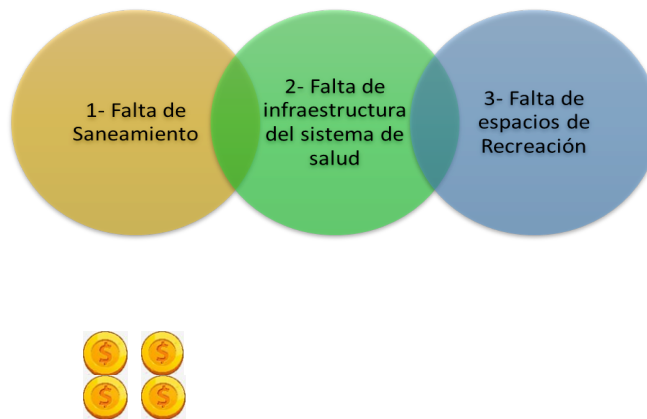 1- Falta de
Saneamiento
2- Falta de
infraestructura
del sistema de
salud
3- Falta de
espacios de
Recreación
$ $
$ $